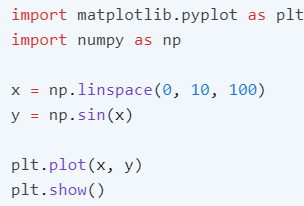 import matplotlib.pyplot as plt
import numpy as np

x = np.linspace(0, 10, 100)
y = np.sin(x)

plt.plot(x, y)
plt.show()